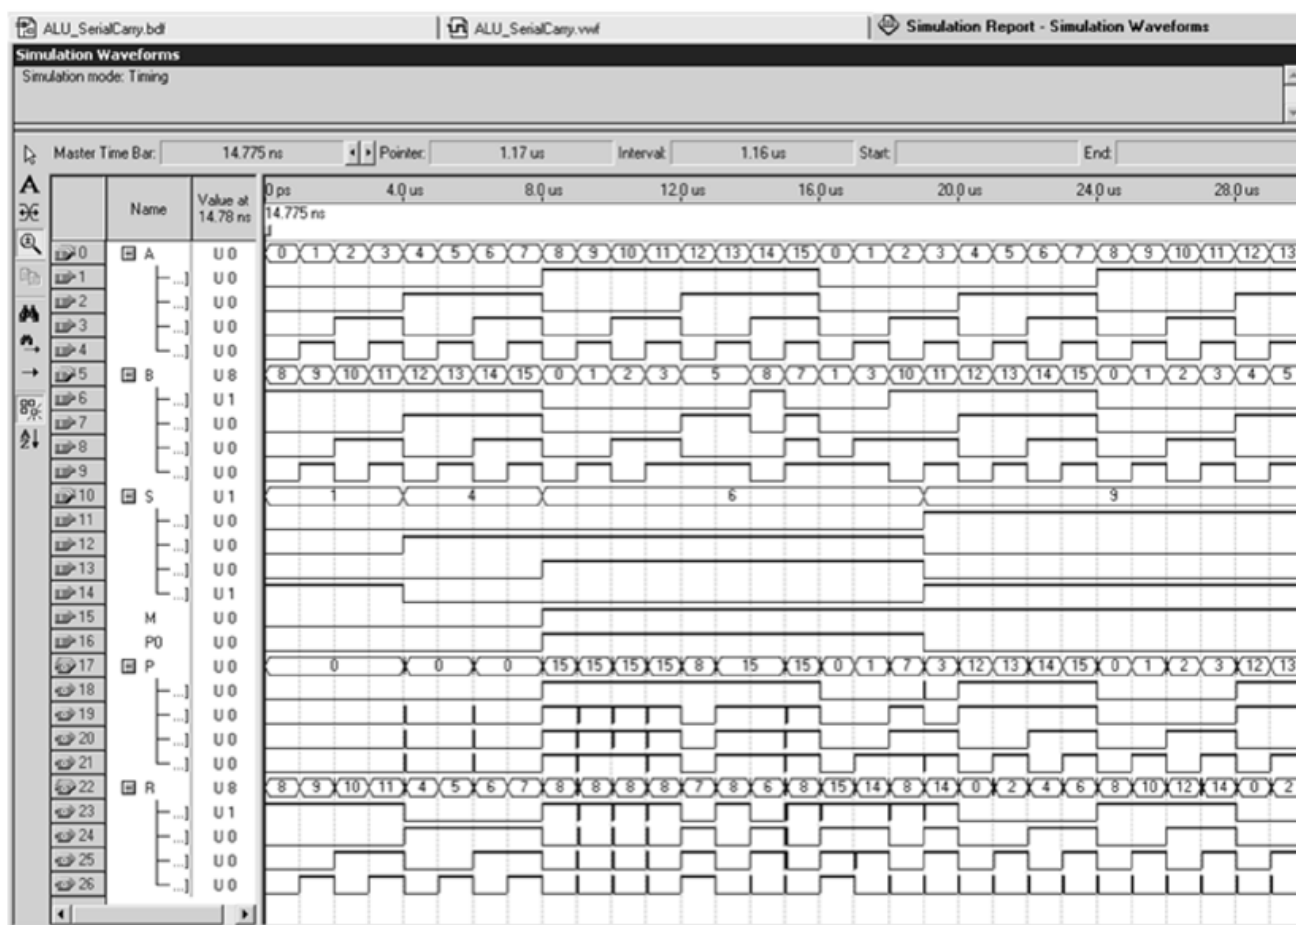 ALU_SerialCarry.bdf ALU_SerialCarry.vwf Simulation Report - Simulation Waveforms
Simulation Waveforms
Simulation mode: Timing
Master Time Bar: 14.775 ns Pointer: 1.17 us Interval: 1.16 us Start: End:
Name Value at 14.78 ns 0 ps 4.0 us 8.0 us 12.0 us 16.0 us 20.0 us 24.0 us 28.0 us
14.775 ns
0 A U 0 0 1 2 3 4 5 6 7 8 9 10 11 12 13 14 15 0 1 2 3 4 5 6 7 8 9 10 11 12 13
1 ...] U 0
2 ...] U 0
3 ...] U 0
4 ...] U 0
5 B U 8 8 9 10 11 12 13 14 15 0 1 2 3 5 8 7 1 3 10 11 12 13 14 15 0 1 2 3 4 5
6 ...] U 1
7 ...] U 0
8 ...] U 0
9 ...] U 0
10 S U 1 1 4 6 9
11 ...] U 0
12 ...] U 0
13 ...] U 0
14 ...] U 1
15 M U 0
16 P0 U 0
17 P U 0 0 0 0 15 15 15 15 8 15 15 0 1 7 3 12 13 14 15 0 1 2 3 12 13
18 ...] U 0
19 ...] U 0
20 ...] U 0
21 ...] U 0
22 R U 8 8 9 10 11 4 5 6 7 8 8 8 8 7 8 6 8 15 14 8 14 0 2 4 6 8 10 12 14 0 2
23 ...] U 1
24 ...] U 0
25 ...] U 0
26 ...] U 0